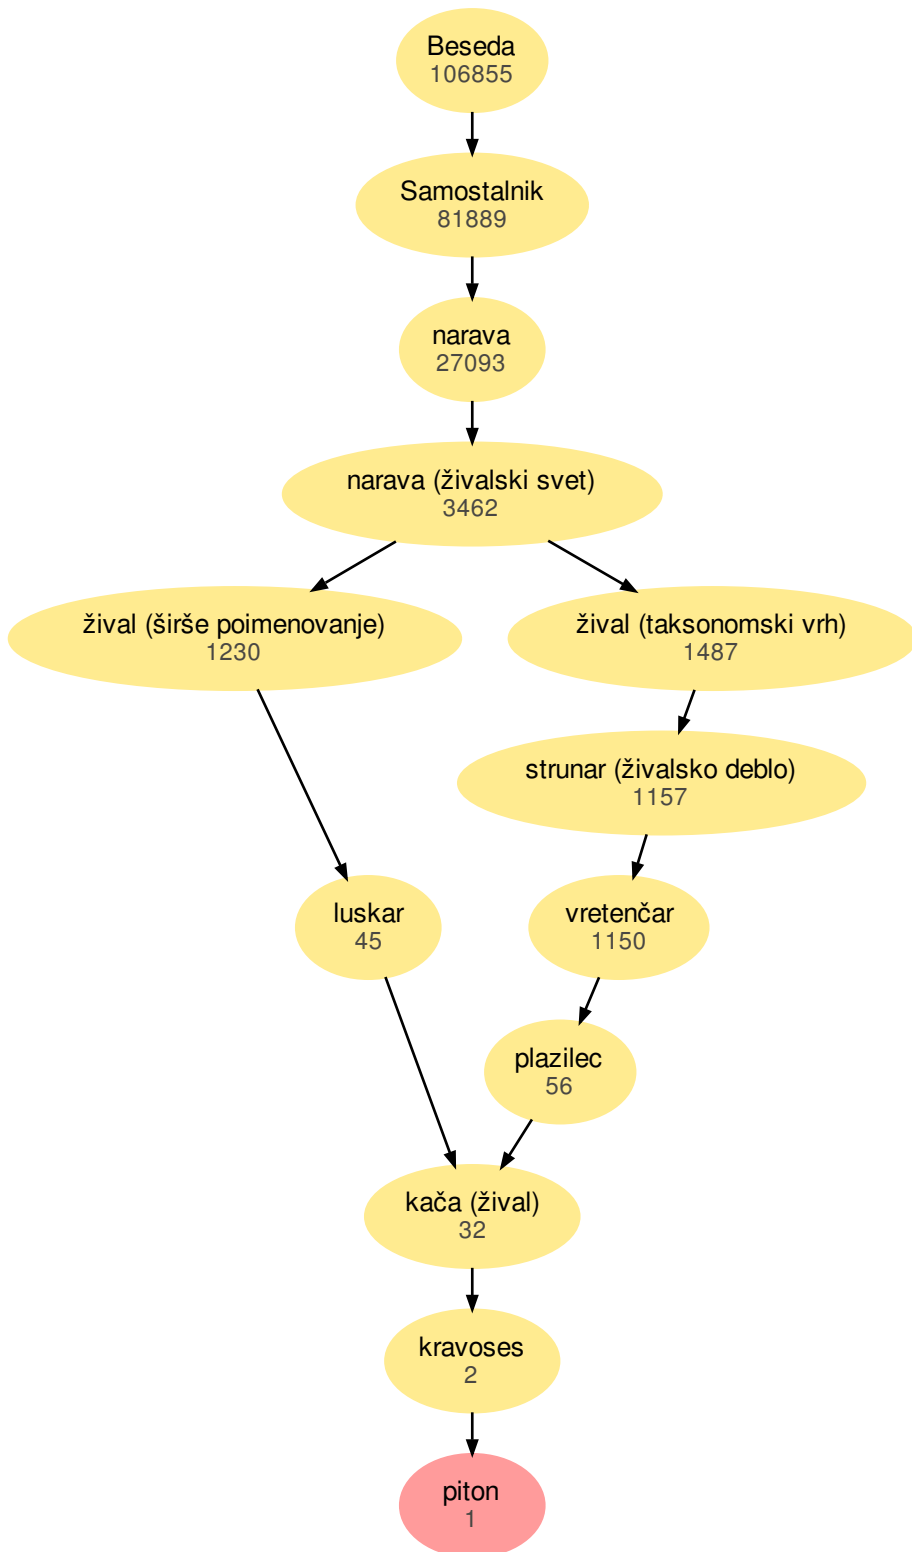 Beseda
106855
Samostalnik
81889
narava
27093
narava (živalski svet)
3462
žival (širše poimenovanje)
1230
žival (taksonomski vrh)
1487
strunar (živalsko deblo)
1157
luskar
45
vretenčar
1150
plazilec
56
kača (žival)
32
kravoses
2
piton
1